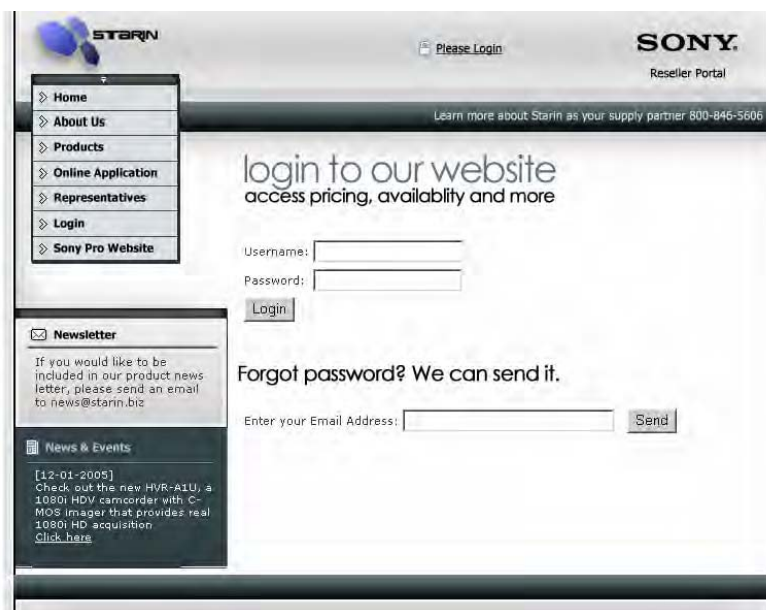 STARIN
Please Login
SONY.
Reseller Portal
Learn more about Starin as your supply partner 800-846-5606
Home
About Us
Products
Online Application
Representatives
Login
Sony Pro Website
login to our website
access pricing, availablity and more
Username:
Password:
Login
Newsletter
If you would like to be
included in our product news
letter, please send an email
to news@starin.biz
Forgot password? We can send it.
Enter your Email Address:
Send
News & Events
[12-01-2005]
Check out the new HVR-A1U, a
1080i HDV camcorder with C-
MOS imager that provides real
1080i HD acquisition
Click here